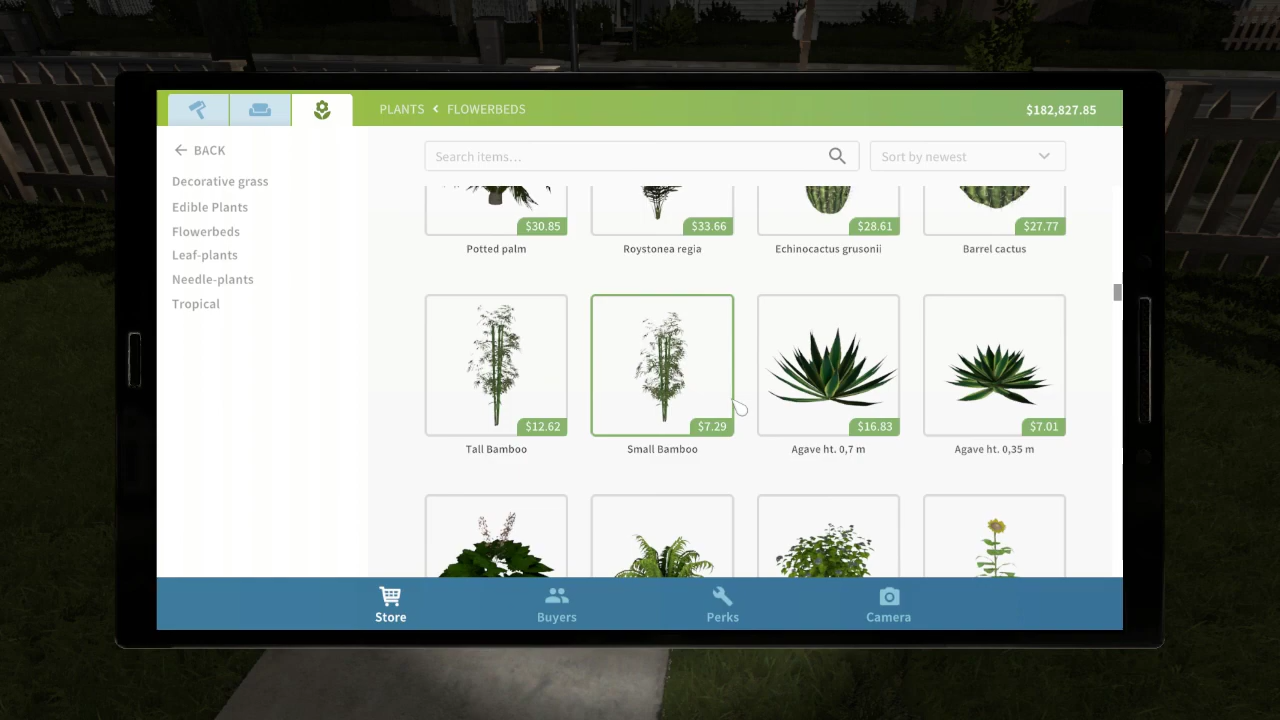 PLANTS < FLOWERBEDS
$182,827.85
BACK
Decorative grass
Edible Plants
Flowerbeds
Leaf-plants
Needle-plants
Tropical
Search items...
Sort by newest
$30.85
$33.66
$28.61
$27.77
Potted palm
Roystonea regia
Echinocactus grusonii
Barrel cactus
$12.62
$7.29
$16.83
$7.01
Tall Bamboo
Small Bamboo
Agave ht. 0,7 m
Agave ht. 0,35 m
Store
Buyers
Perks
Camera